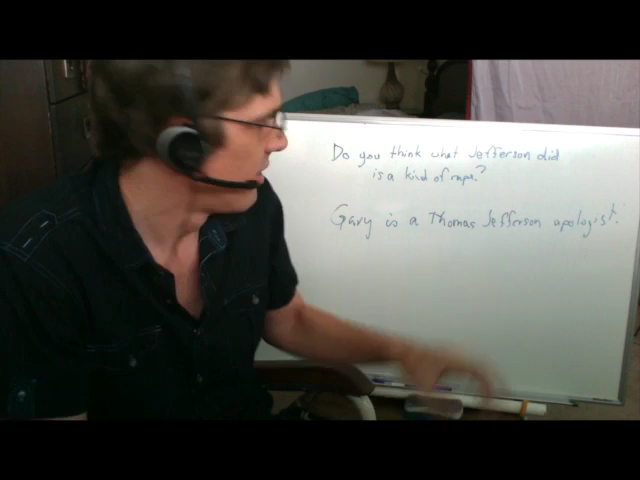 Do you think what Jefferson did
is a kind of rape?
Gary is a Thomas Jefferson apologist.